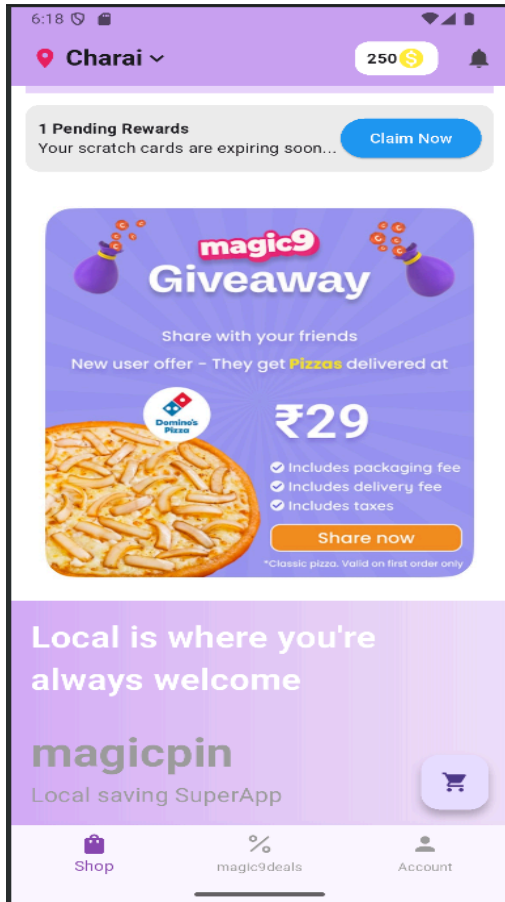 6:18
Charai
250
1 Pending Rewards
Your scratch cards are expiring soon...
Claim Now
magic9
Giveaway
Share with your friends
New user offer – They get Pizzas delivered at
Domino's
Pizza
₹29
Includes packaging fee
Includes delivery fee
Includes taxes
Share now
*Classic pizza. Valid on first order only
Local is where you're
always welcome
magicpin
Local saving SuperApp
Shop
magic9deals
Account